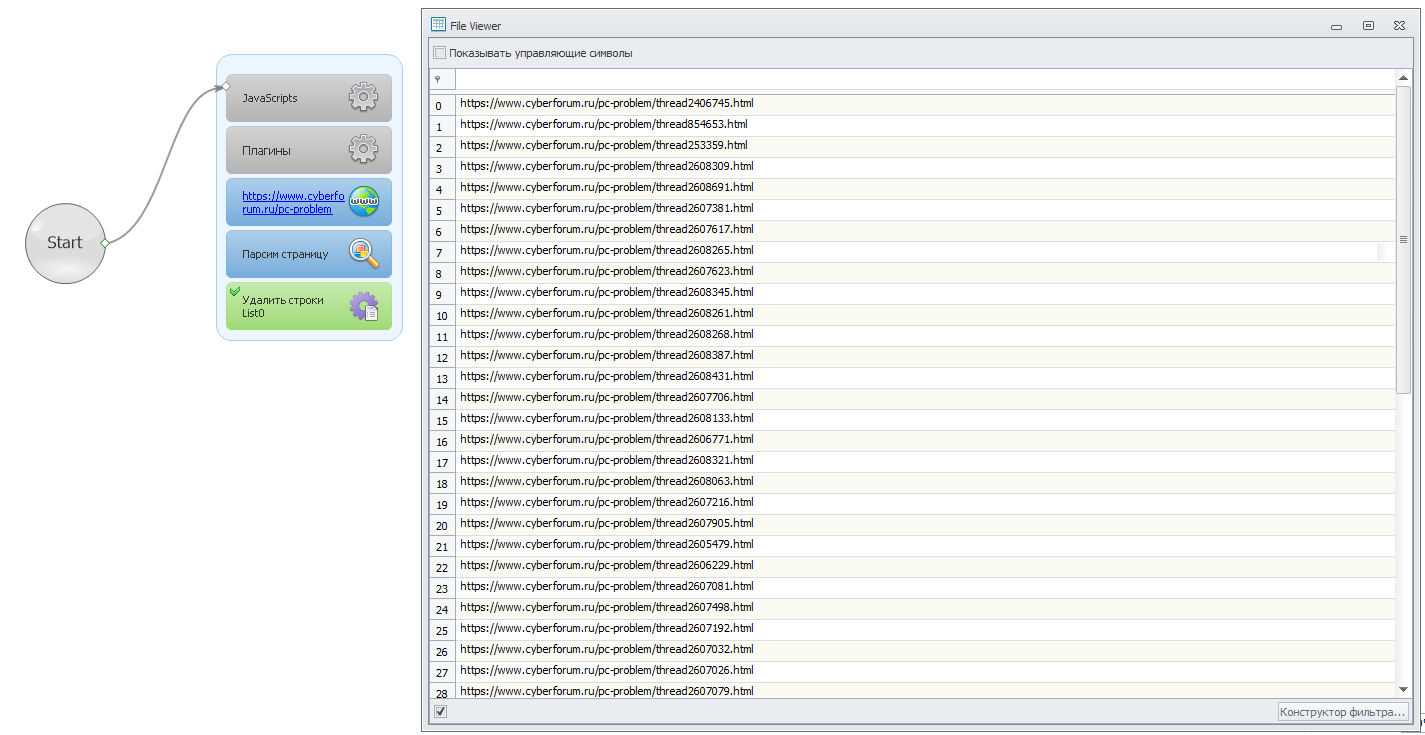 Start
JavaScripts
Плагины
https://www.cyberfo
rum.ru/pc-problem
Парсим страницу
Удалить строки
List0
File Viewer
Показывать управляющие символы
0 https://www.cyberforum.ru/pc-problem/thread2406745.html
1 https://www.cyberforum.ru/pc-problem/thread854653.html
2 https://www.cyberforum.ru/pc-problem/thread253359.html
3 https://www.cyberforum.ru/pc-problem/thread2608309.html
4 https://www.cyberforum.ru/pc-problem/thread2608691.html
5 https://www.cyberforum.ru/pc-problem/thread2607381.html
6 https://www.cyberforum.ru/pc-problem/thread2607617.html
7 https://www.cyberforum.ru/pc-problem/thread2608265.html
8 https://www.cyberforum.ru/pc-problem/thread2607623.html
9 https://www.cyberforum.ru/pc-problem/thread2608345.html
10 https://www.cyberforum.ru/pc-problem/thread2608261.html
11 https://www.cyberforum.ru/pc-problem/thread2608268.html
12 https://www.cyberforum.ru/pc-problem/thread2608387.html
13 https://www.cyberforum.ru/pc-problem/thread2608431.html
14 https://www.cyberforum.ru/pc-problem/thread2607706.html
15 https://www.cyberforum.ru/pc-problem/thread2608133.html
16 https://www.cyberforum.ru/pc-problem/thread2606771.html
17 https://www.cyberforum.ru/pc-problem/thread2608321.html
18 https://www.cyberforum.ru/pc-problem/thread2608063.html
19 https://www.cyberforum.ru/pc-problem/thread2607216.html
20 https://www.cyberforum.ru/pc-problem/thread2607905.html
21 https://www.cyberforum.ru/pc-problem/thread2605479.html
22 https://www.cyberforum.ru/pc-problem/thread2606229.html
23 https://www.cyberforum.ru/pc-problem/thread2607081.html
24 https://www.cyberforum.ru/pc-problem/thread2607498.html
25 https://www.cyberforum.ru/pc-problem/thread2607192.html
26 https://www.cyberforum.ru/pc-problem/thread2607032.html
27 https://www.cyberforum.ru/pc-problem/thread2607026.html
28 https://www.cyberforum.ru/pc-problem/thread2607079.html
Конструктор фильтра...